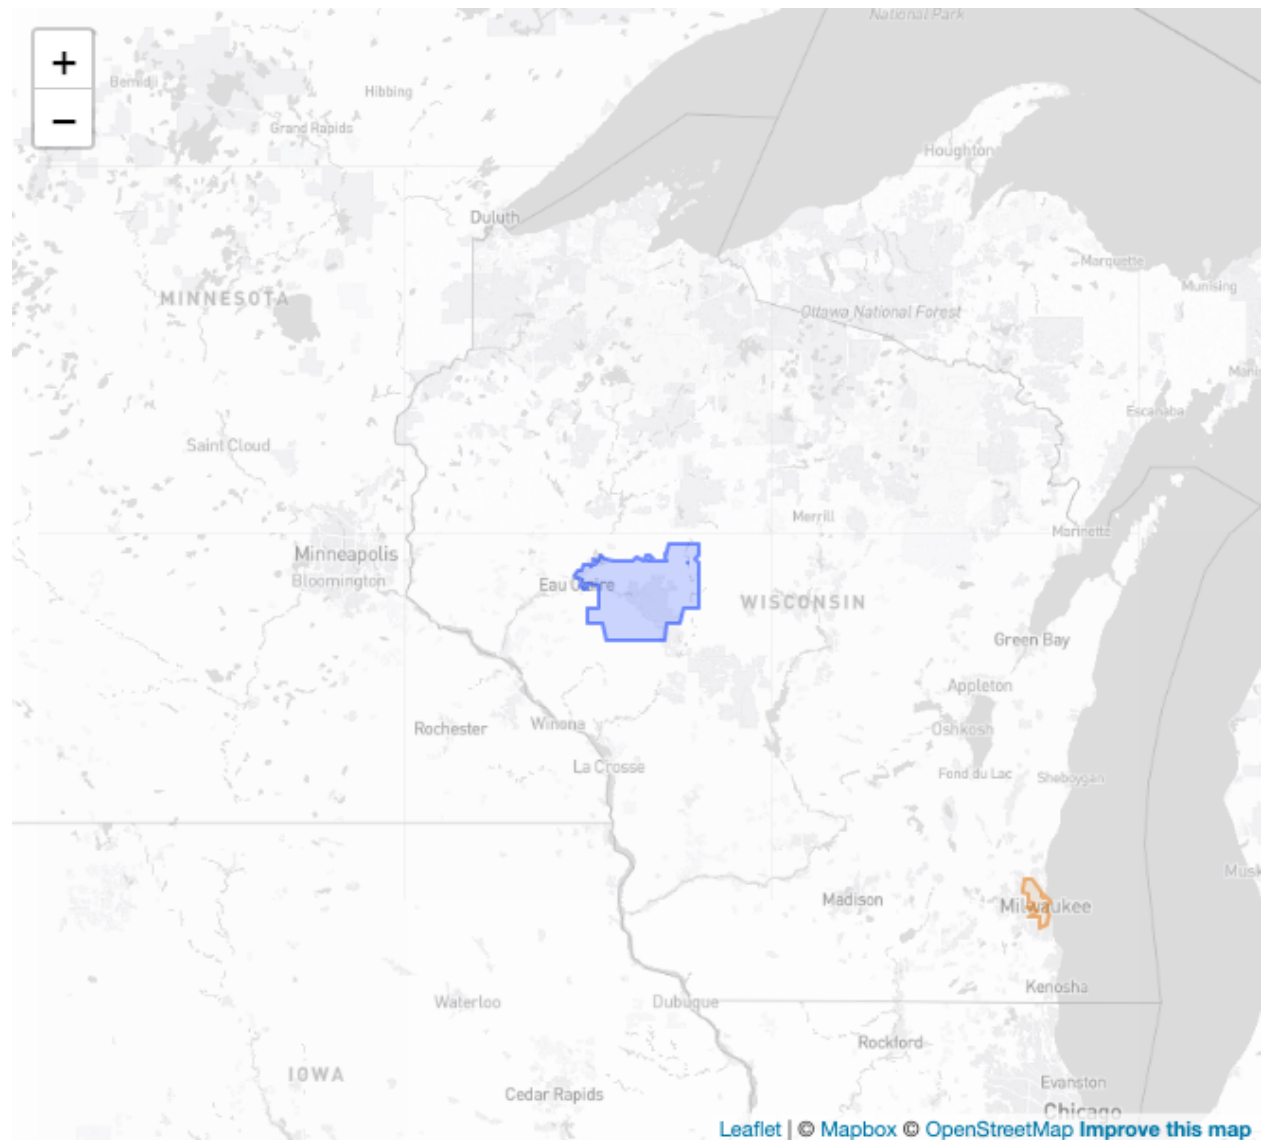 National Park
+
Bemidji
Hibbing
−
Grand Rapids
Houghton
Duluth
Marquette
Munising
MINNESOTA
Ottawa National Forest
Mani
Escanaba
Saint Cloud
Merrill
Marinette
Minneapolis
Bloomington
Eau Claire
WISCONSIN
Green Bay
Appleton
Winona
Rochester
Oshkosh
La Crosse
Fond du Lac
Sheboygan
Musk
Madison
Milwaukee
Kenosha
Waterloo
Dubuque
Rockford
IOWA
Evanston
Cedar Rapids
Chicago
Leaflet | © Mapbox © OpenStreetMap Improve this map